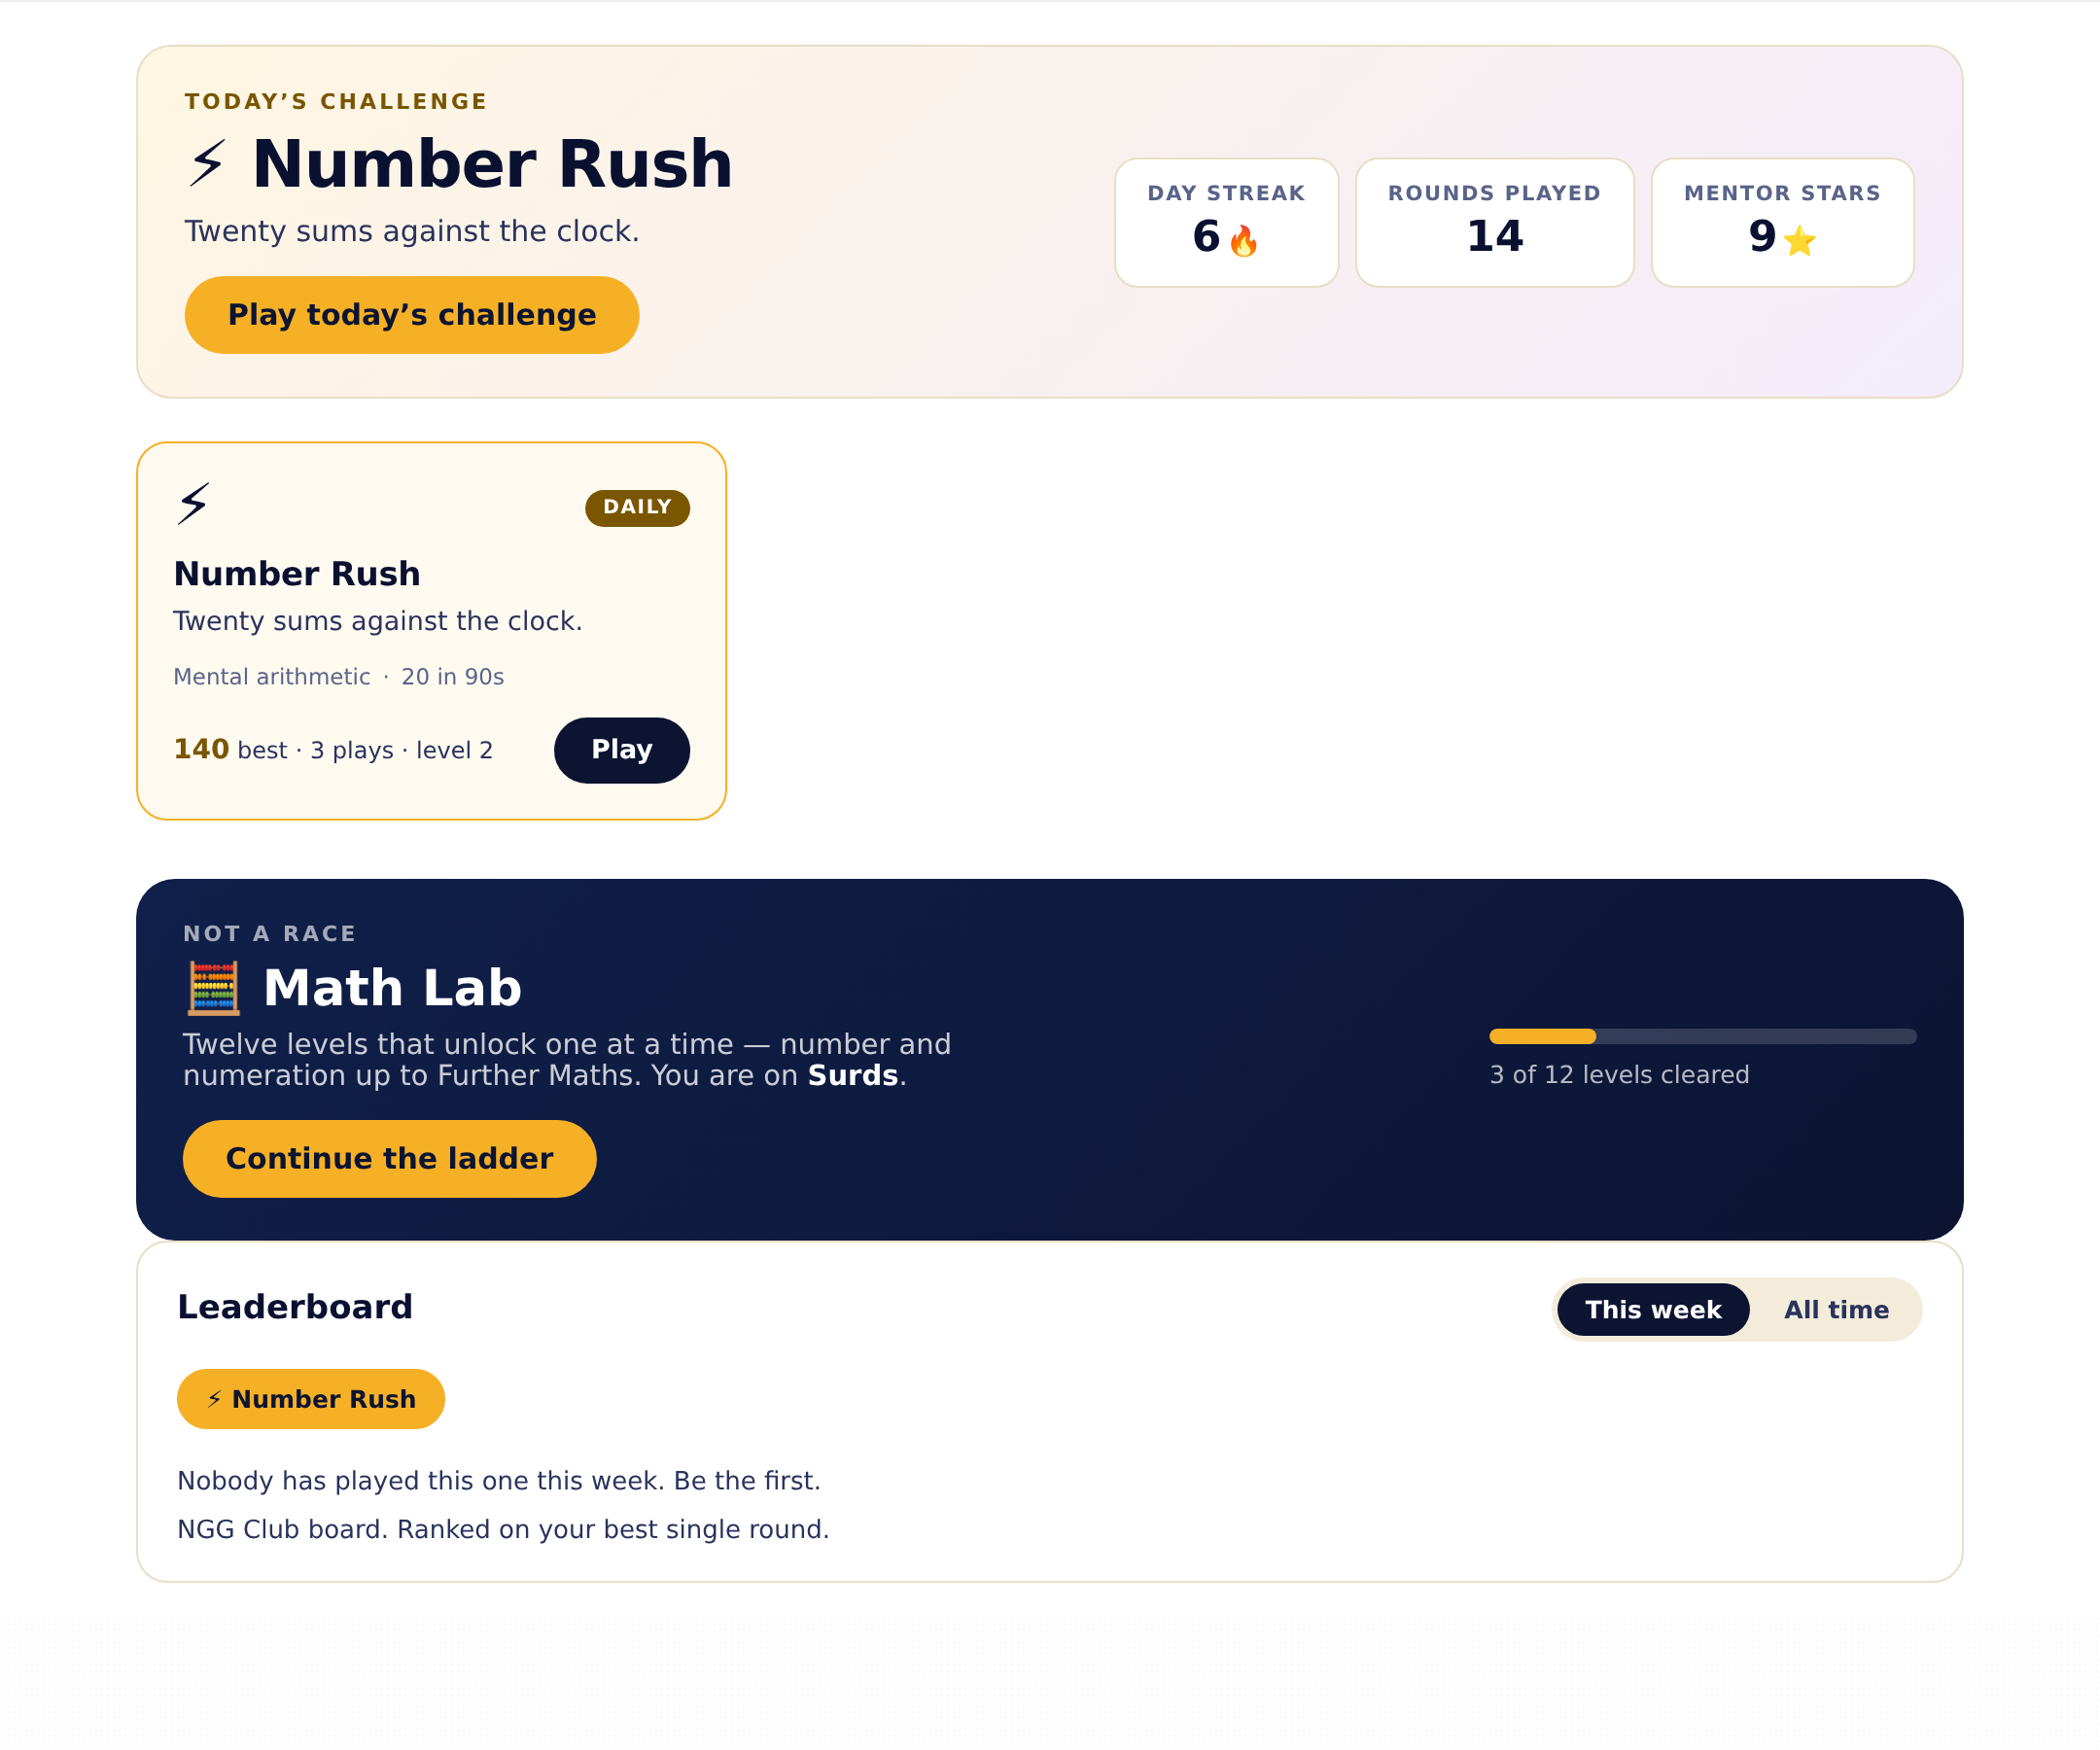 TODAY’S CHALLENGE
⚡ Number Rush
Twenty sums against the clock.
Play today’s challenge
DAY STREAK
6🔥
ROUNDS PLAYED
14
MENTOR STARS
9⭐
⚡
DAILY
Number Rush
Twenty sums against the clock.
Mental arithmetic · 20 in 90s
140 best · 3 plays · level 2
Play
NOT A RACE
🧮 Math Lab
Twelve levels that unlock one at a time — number and
numeration up to Further Maths. You are on Surds.
Continue the ladder
3 of 12 levels cleared
Leaderboard
This week
All time
⚡ Number Rush
Nobody has played this one this week. Be the first.
NGG Club board. Ranked on your best single round.